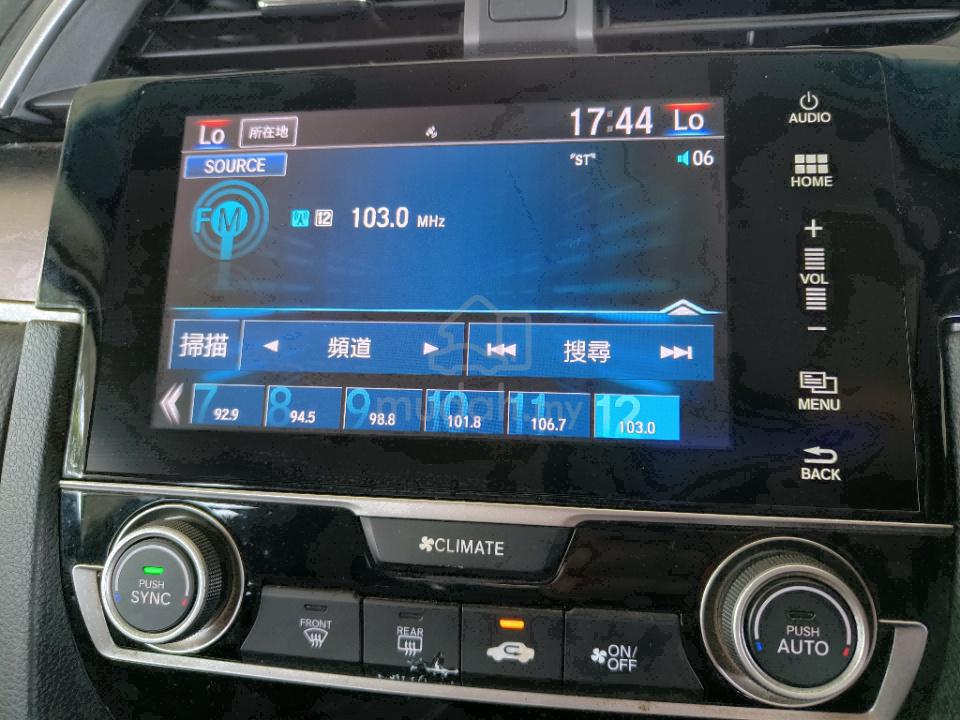 Lo 所在地 17:44 Lo
SOURCE "ST" 06
FM 12 103.0 MHz
掃描 頻道 搜尋
7 92.9 8 94.5 9 98.8 10 101.8 11 106.7 12 103.0
mudah.my
AUDIO
HOME
+
VOL
−
MENU
BACK
CLIMATE
PUSH
SYNC
FRONT
REAR
ON/
OFF
PUSH
AUTO